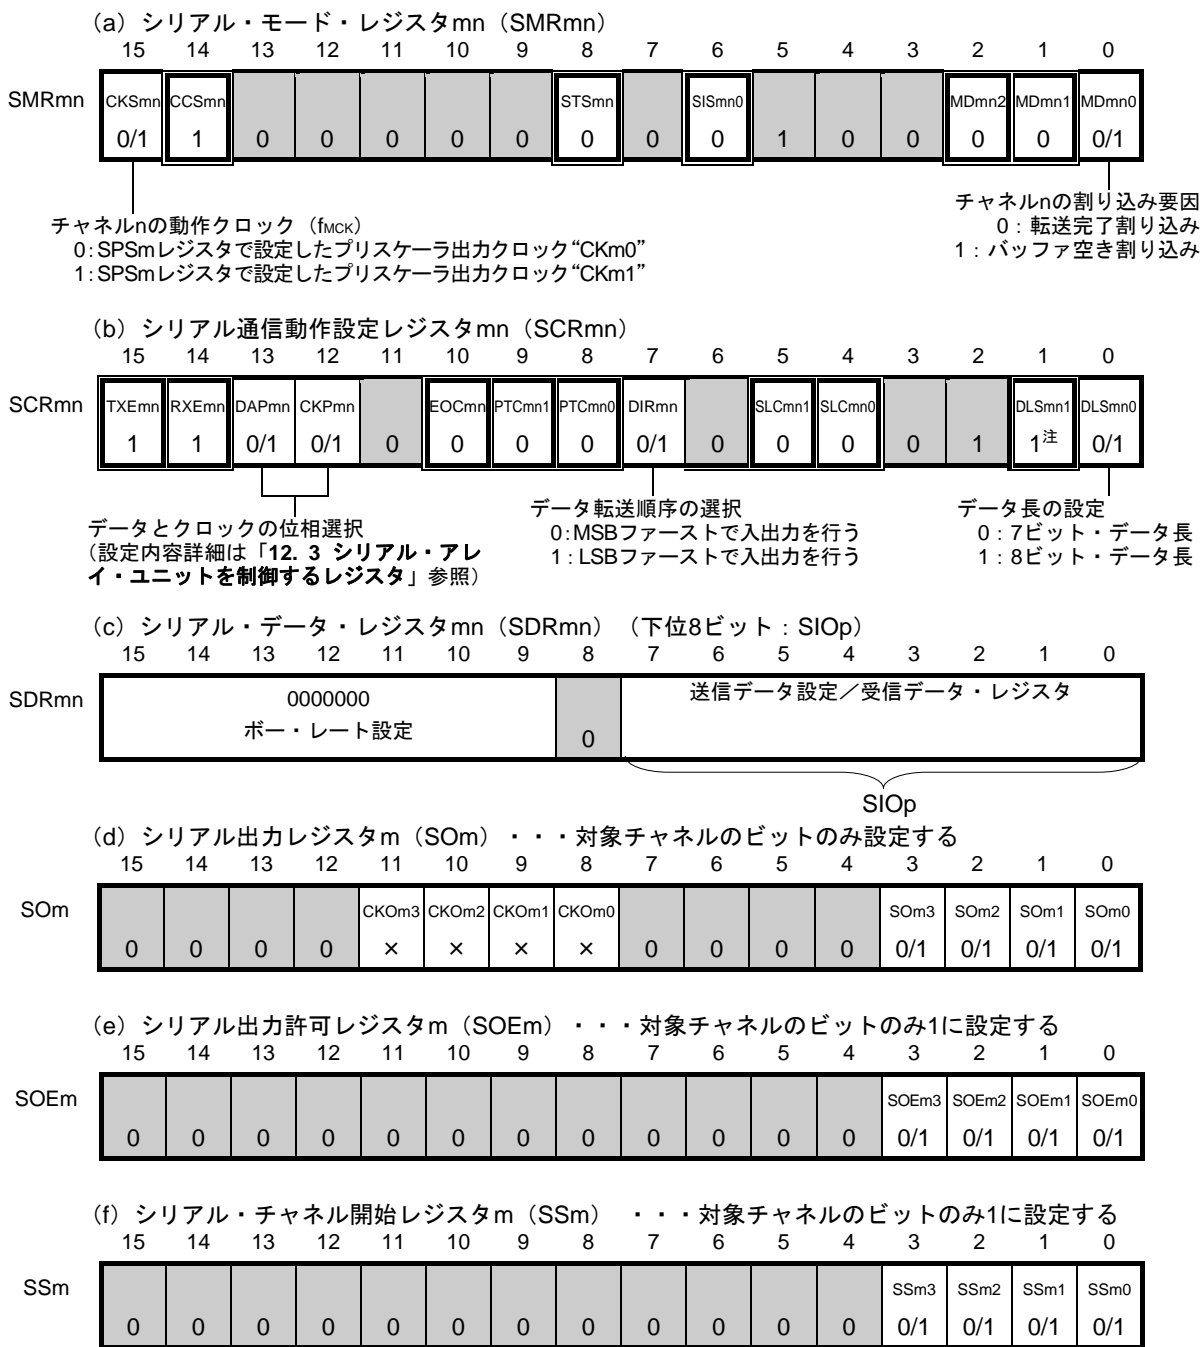 (a) シリアル・モード・レジスタmn（SMRmn）
15 14 13 12 11 10 9 8 7 6 5 4 3 2 1 0
SMRmn CKSmn CCSmn STSmn SISmn0 MDmn2 MDmn1 MDmn0
0/1 1 0 0 0 0 0 0 0 0 1 0 0 0 0 0/1
チャネルnの動作クロック（fMCK）
0:SPSmレジスタで設定したプリスケーラ出力クロック“CKm0”
1:SPSmレジスタで設定したプリスケーラ出力クロック“CKm1”
チャネルnの割り込み要因
0：転送完了割り込み
1：バッファ空き割り込み
(b) シリアル通信動作設定レジスタmn（SCRmn）
15 14 13 12 11 10 9 8 7 6 5 4 3 2 1 0
SCRmn TXEmn RXEmn DAPmn CKPmn EOCmn PTCmn1 PTCmn0 DIRmn SLCmn1 SLCmn0 DLSmn1 DLSmn0
1 1 0/1 0/1 0 0 0 0 0/1 0 0 0 0 1 1注 0/1
データとクロックの位相選択
（設定内容詳細は「12. 3 シリアル・アレ
イ・ユニットを制御するレジスタ」参照）
データ転送順序の選択
0:MSBファーストで入出力を行う
1:LSBファーストで入出力を行う
データ長の設定
0：7ビット・データ長
1：8ビット・データ長
(c) シリアル・データ・レジスタmn（SDRmn）（下位8ビット：SIOp）
15 14 13 12 11 10 9 8 7 6 5 4 3 2 1 0
SDRmn 0000000 送信データ設定／受信データ・レジスタ
ボー・レート設定 0
SIOp
(d) シリアル出力レジスタm（SOm）・・・対象チャネルのビットのみ設定する
15 14 13 12 11 10 9 8 7 6 5 4 3 2 1 0
SOm CKOm3 CKOm2 CKOm1 CKOm0 SOm3 SOm2 SOm1 SOm0
0 0 0 0 × × × × 0 0 0 0 0/1 0/1 0/1 0/1
(e) シリアル出力許可レジスタm（SOEm）・・・対象チャネルのビットのみ1に設定する
15 14 13 12 11 10 9 8 7 6 5 4 3 2 1 0
SOEm SOEm3 SOEm2 SOEm1 SOEm0
0 0 0 0 0 0 0 0 0 0 0 0 0/1 0/1 0/1 0/1
(f) シリアル・チャネル開始レジスタm（SSm） ・・・対象チャネルのビットのみ1に設定する
15 14 13 12 11 10 9 8 7 6 5 4 3 2 1 0
SSm SSm3 SSm2 SSm1 SSm0
0 0 0 0 0 0 0 0 0 0 0 0 0/1 0/1 0/1 0/1